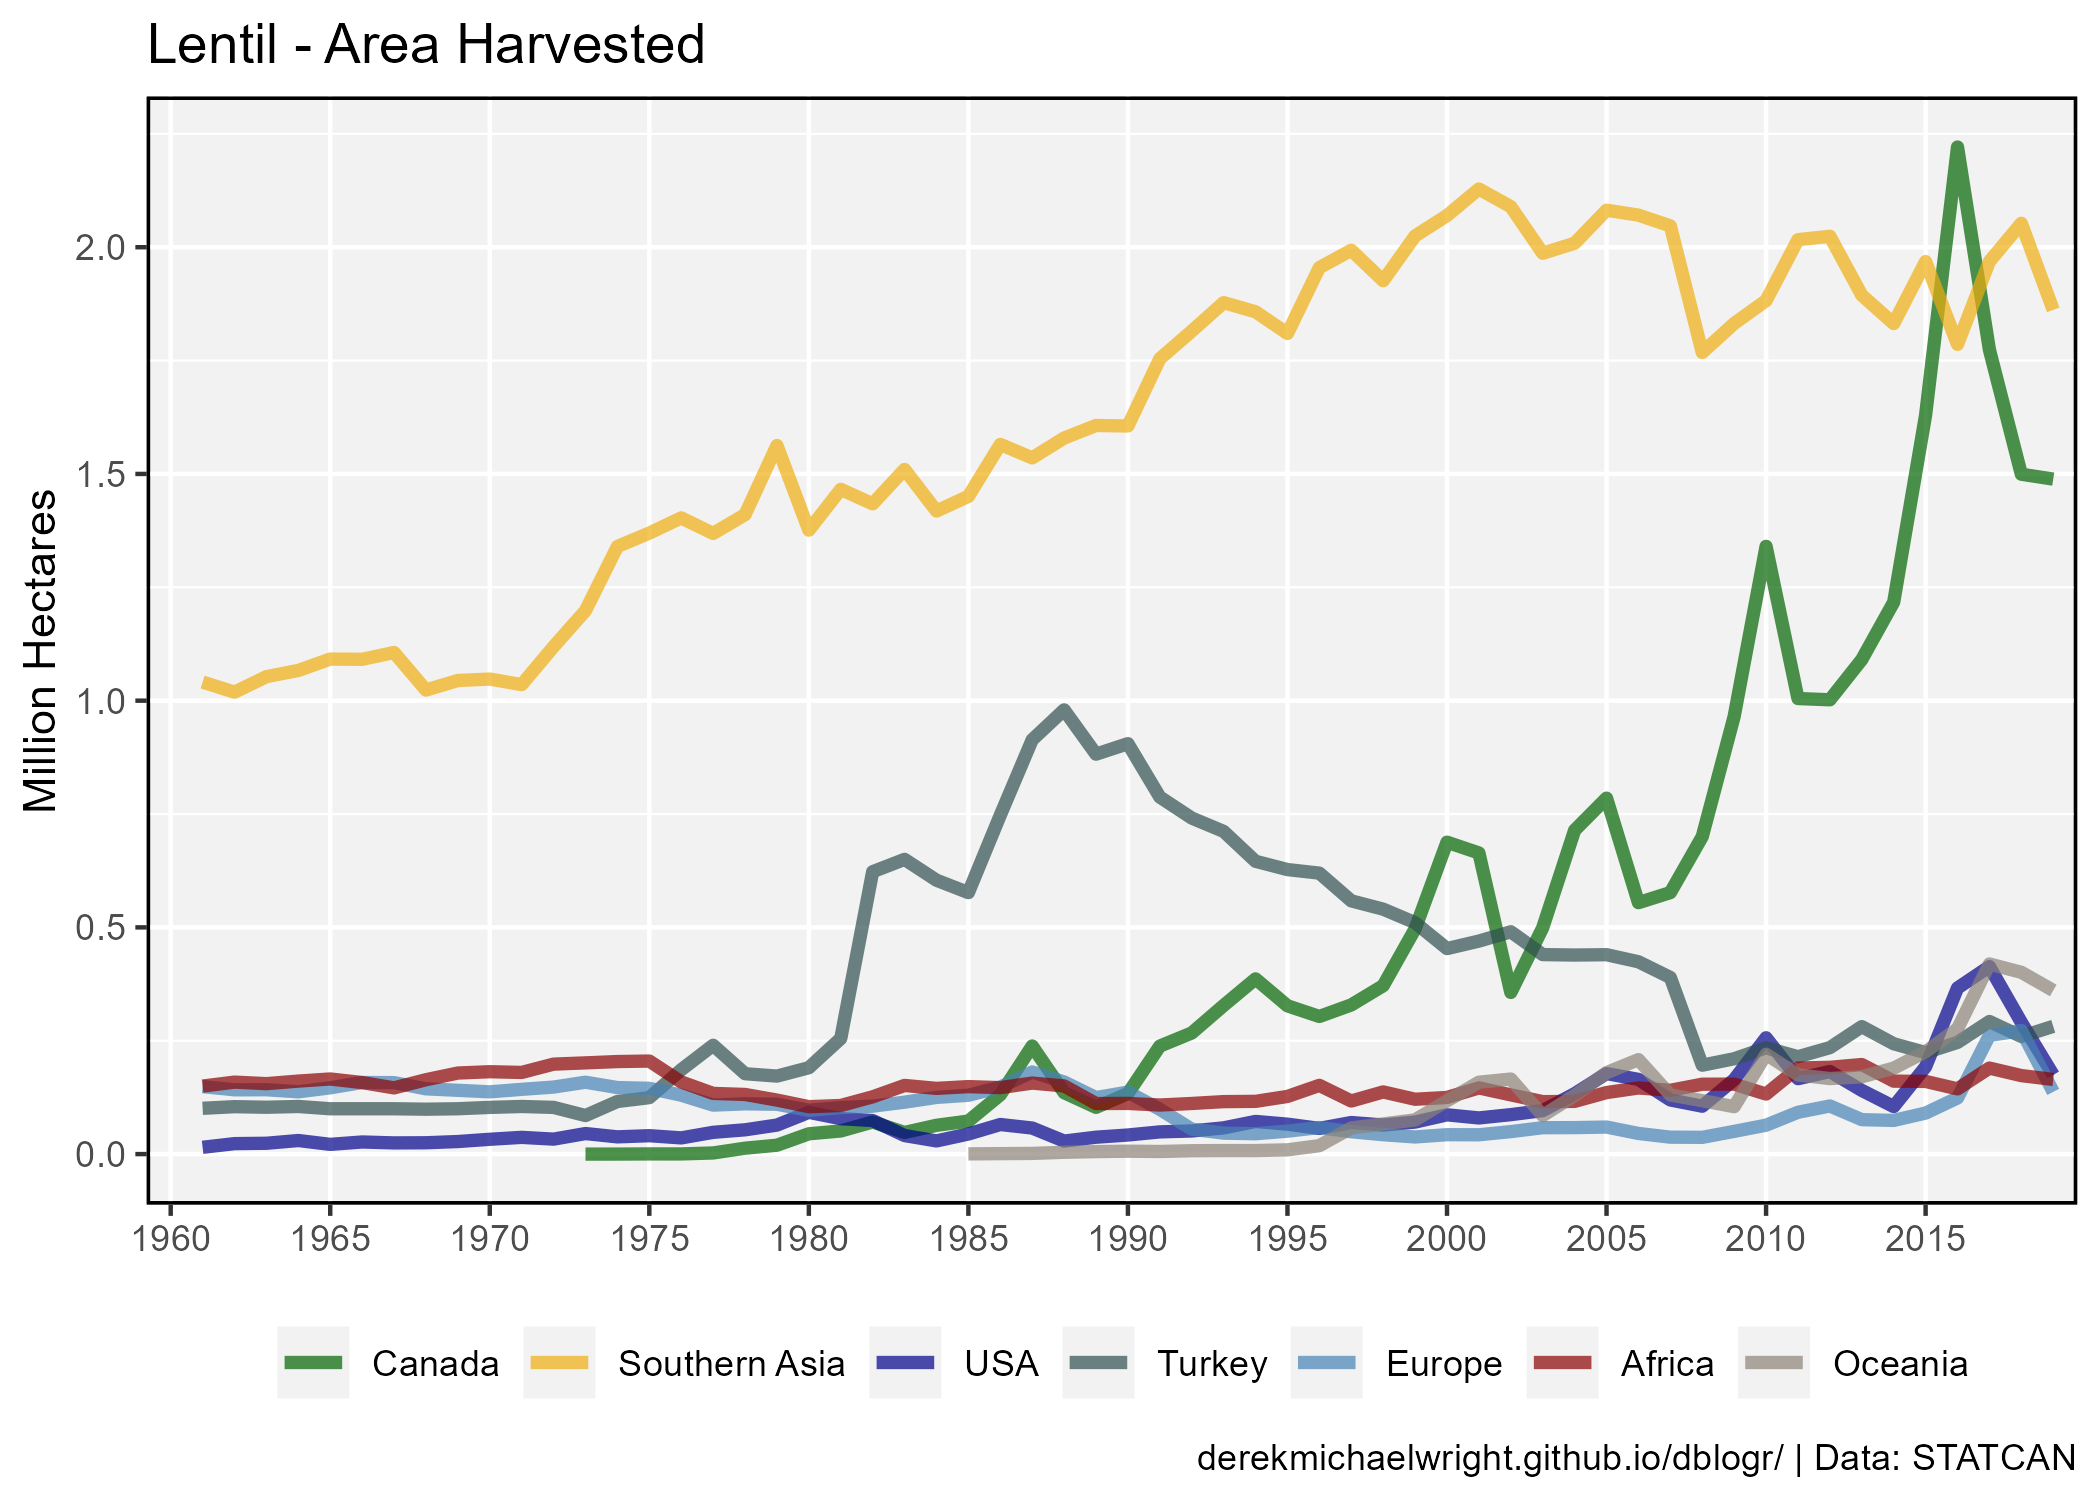 Lentil - Area Harvested
Million Hectares
2.0
1.5
1.0
0.5
0.0
1960 1965 1970 1975 1980 1985 1990 1995 2000 2005 2010 2015
Canada Southern Asia USA Turkey Europe Africa Oceania
derekmichaelwright.github.io/dblogr/ | Data: STATCAN